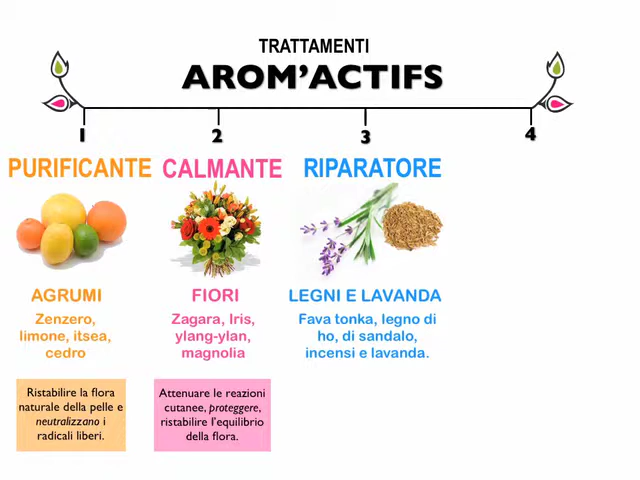 TRATTAMENTI
AROM'ACTIFS
1
2
3
4
PURIFICANTE
CALMANTE
RIPARATORE
AGRUMI
Zenzero,
limone, itsea,
cedro
FIORI
Zagara, Iris,
ylang-ylan,
magnolia
LEGNI E LAVANDA
Fava tonka, legno di
ho, di sandalo,
incensi e lavanda.
Ristabilire la flora
naturale della pelle e
neutralizzano i
radicali liberi.
Attenuare le reazioni
cutanee, proteggere,
ristabilire l'equilibrio
della flora.